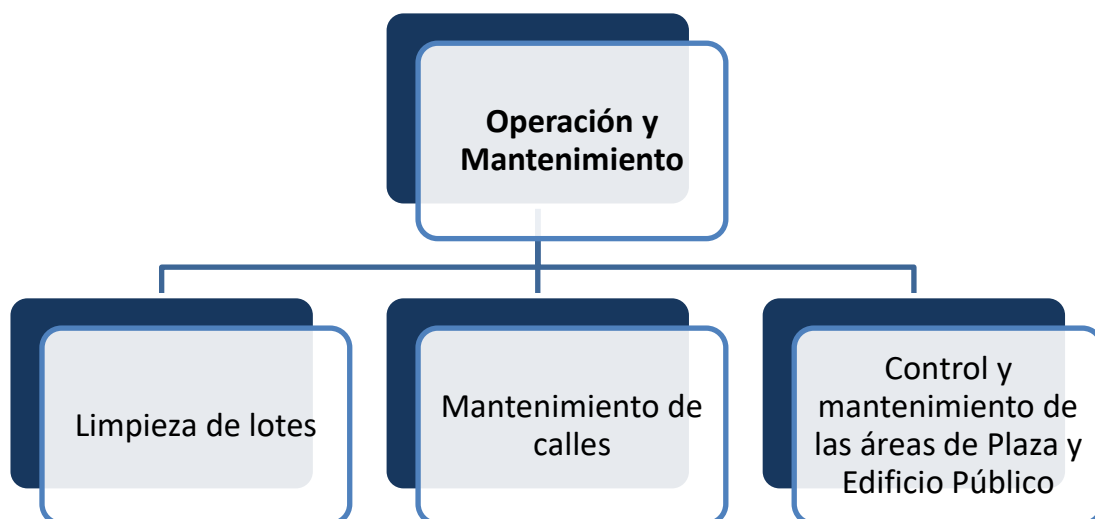 Operación y
Mantenimiento
Limpieza de lotes
Mantenimiento de
calles
Control y
mantenimiento de
las áreas de Plaza y
Edificio Público